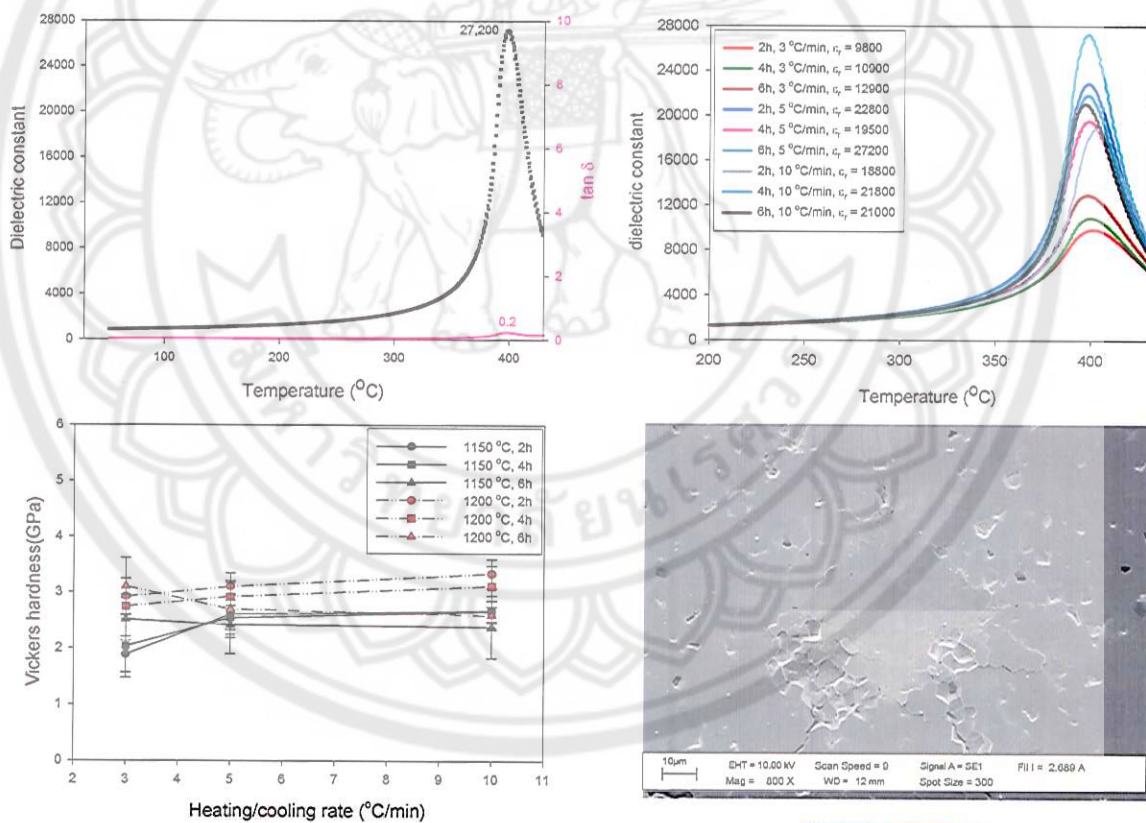 28000
24000
20000
16000
12000
8000
4000
0
Dielectric constant
27,200
0.2
10
8
6
4
2
0
tan δ
100 200 300 400
Temperature (°C)
28000
24000
20000
16000
12000
8000
4000
0
dielectric constant
2h, 3 °C/min, εr = 9800
4h, 3 °C/min, εr = 10900
6h, 3 °C/min, εr = 12900
2h, 5 °C/min, εr = 22800
4h, 5 °C/min, εr = 19500
6h, 5 °C/min, εr = 27200
2h, 10 °C/min, εr = 18800
4h, 10 °C/min, εr = 21800
6h, 10 °C/min, εr = 21000
200 250 300 350 400
Temperature (°C)
6
5
4
3
2
1
0
Vickers hardness(GPa)
1150 °C, 2h
1150 °C, 4h
1150 °C, 6h
1200 °C, 2h
1200 °C, 4h
1200 °C, 6h
2 3 4 5 6 7 8 9 10 11
Heating/cooling rate (°C/min)
10µm EHT = 10.00 kV Scan Speed = 9 Signal A = SE1 Fil I = 2.689 A
Mag = 800 X WD = 12 mm Spot Size = 300